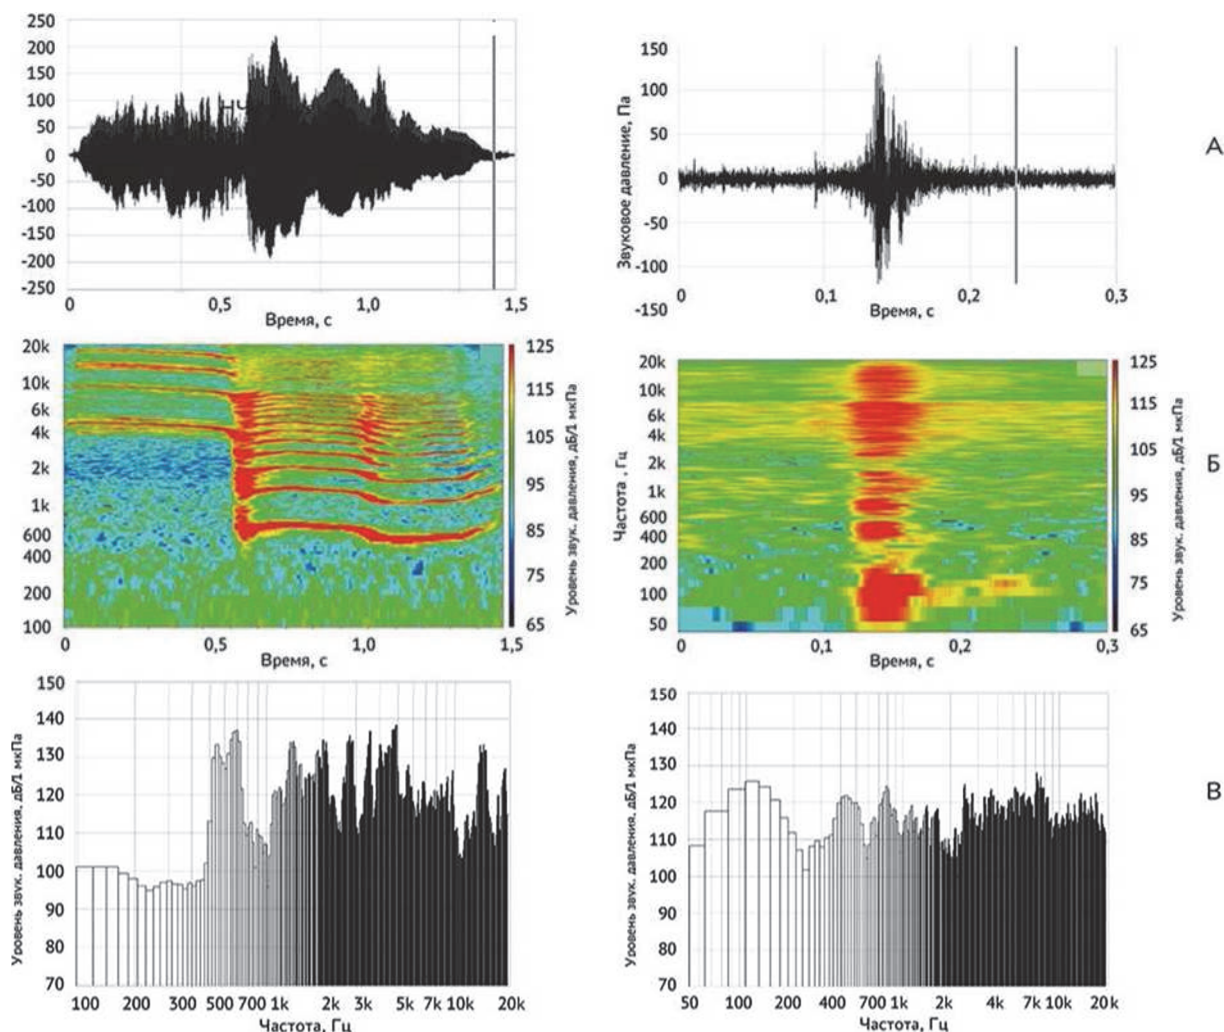 250
200
150
100
50
0
-50
-100
-150
-200
-250
0
0,5
1,0
1,5
Время, с
НЧ
150
100
50
0
-50
-100
-150
Звуковое давление, Па
0
0,1
0,2
0,3
Время, с
А
20k
10k
6k
4k
2k
1k
600
400
200
100
0
0,5
1,0
1,5
Время, с
125
115
105
95
85
75
65
Уровень звук. давления, дБ/1 мкПа
20k
10k
6k
4k
2k
1k
600
400
200
100
50
Частота , Гц
0
0,1
0,2
0,3
Время, с
125
115
105
95
85
75
65
Уровень звук. давления, дБ/1 мкПа
Б
150
140
130
120
110
100
90
80
70
Уровень звук. давления, дБ/1 мкПа
100 200 300 500 700 1k 2k 3k 5k 7k 10k 20k
Частота, Гц
150
140
130
120
110
100
90
80
70
Уровень звук. давления, дБ/1 мкПа
50 100 200 400 700 1k 2k 4k 7k 10k 20k
Частота, Гц
В